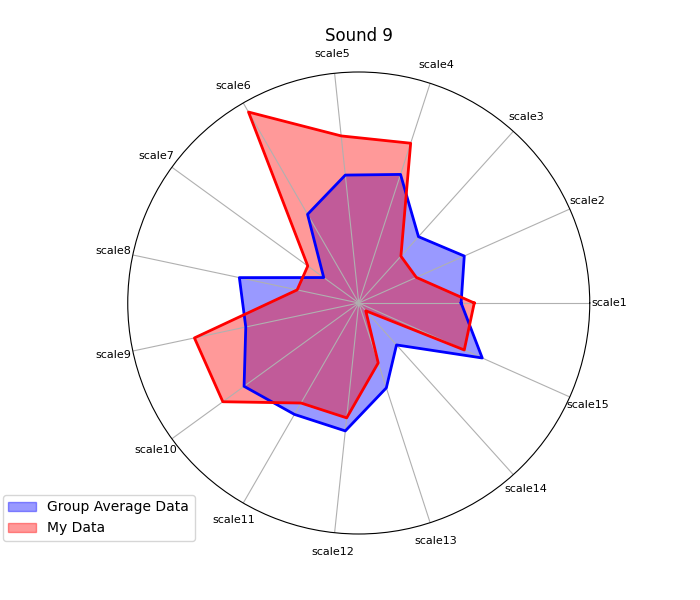 Sound 9
scale5
scale4
scale6
scale3
scale7
scale2
scale8
scale1
scale9
scale15
scale10
scale14
scale11
scale13
scale12
Group Average Data
My Data